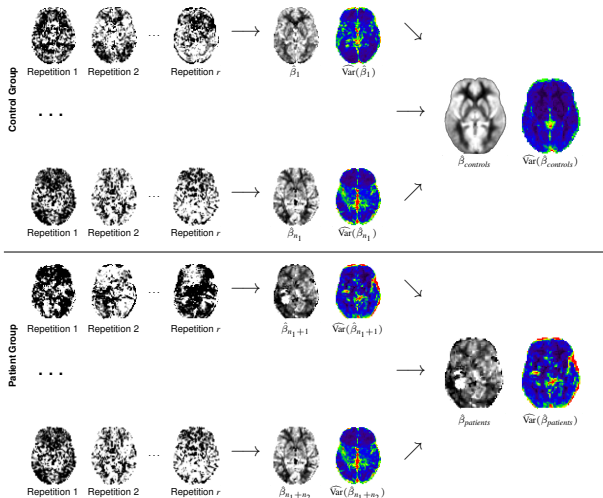 Control Group
Repetition 1 Repetition 2 ... Repetition r
β̂₁ V̂ar(β̂₁)
...
β̂controls V̂ar(β̂controls)
Repetition 1 Repetition 2 ... Repetition r
β̂n₁ V̂ar(β̂n₁)
Patient Group
Repetition 1 Repetition 2 ... Repetition r
β̂n₁+1 V̂ar(β̂n₁+1)
...
β̂patients V̂ar(β̂patients)
Repetition 1 Repetition 2 ... Repetition r
β̂n₁+n₂ V̂ar(β̂n₁+n₂)